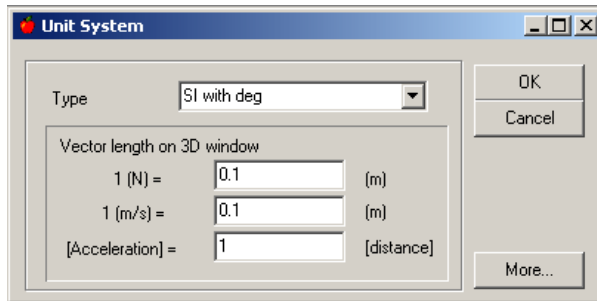 Unit System
Type SI with deg
OK
Cancel
Vector length on 3D window
1 (N) = 0.1 (m)
1 (m/s) = 0.1 (m)
[Acceleration] = 1 [distance]
More...